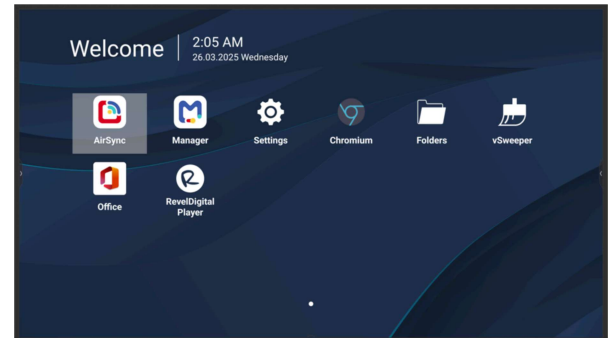 Welcome
2:05 AM
26.03.2025 Wednesday
AirSync
Manager
Settings
Chromium
Folders
vSweeper
Office
RevelDigital
Player